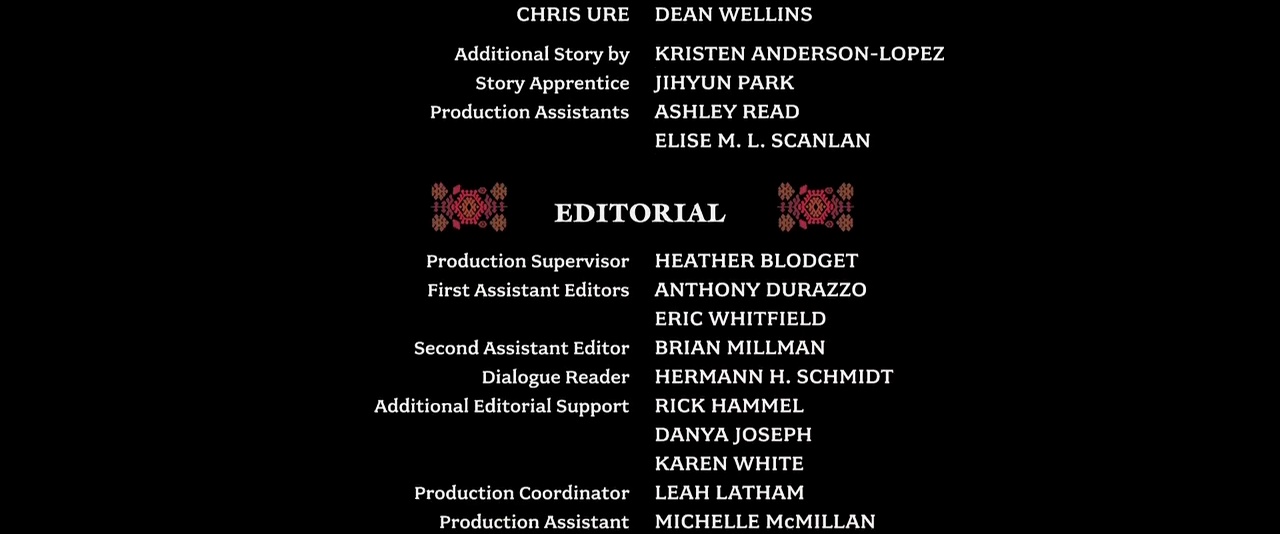 CHRIS URE DEAN WELLINS
Additional Story by KRISTEN ANDERSON-LOPEZ
Story Apprentice JIHYUN PARK
Production Assistants ASHLEY READ
ELISE M. L. SCANLAN
EDITORIAL
Production Supervisor HEATHER BLODGET
First Assistant Editors ANTHONY DURAZZO
ERIC WHITFIELD
Second Assistant Editor BRIAN MILLMAN
Dialogue Reader HERMANN H. SCHMIDT
Additional Editorial Support RICK HAMMEL
DANYA JOSEPH
KAREN WHITE
Production Coordinator LEAH LATHAM
Production Assistant MICHELLE McMILLAN